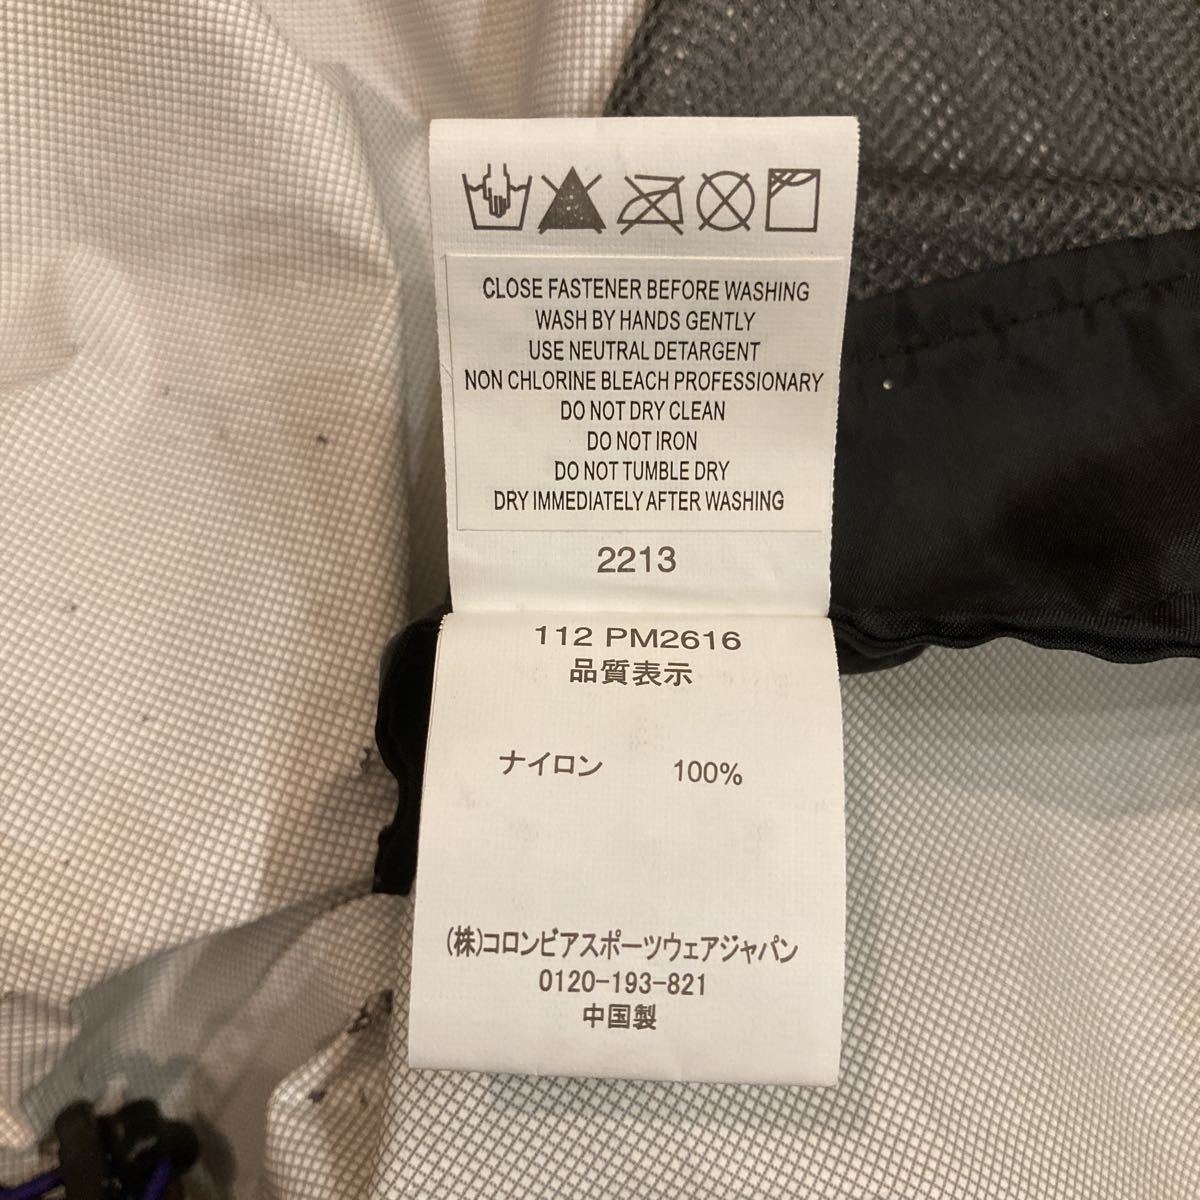 CLOSE FASTENER BEFORE WASHING
WASH BY HANDS GENTLY
USE NEUTRAL DETARGENT
NON CHLORINE BLEACH PROFESSIONARY
DO NOT DRY CLEAN
DO NOT IRON
DO NOT TUMBLE DRY
DRY IMMEDIATELY AFTER WASHING
2213
112 PM2616
品質表示
ナイロン 100%
(株)コロンビアスポーツウェアジャパン
0120-193-821
中国製